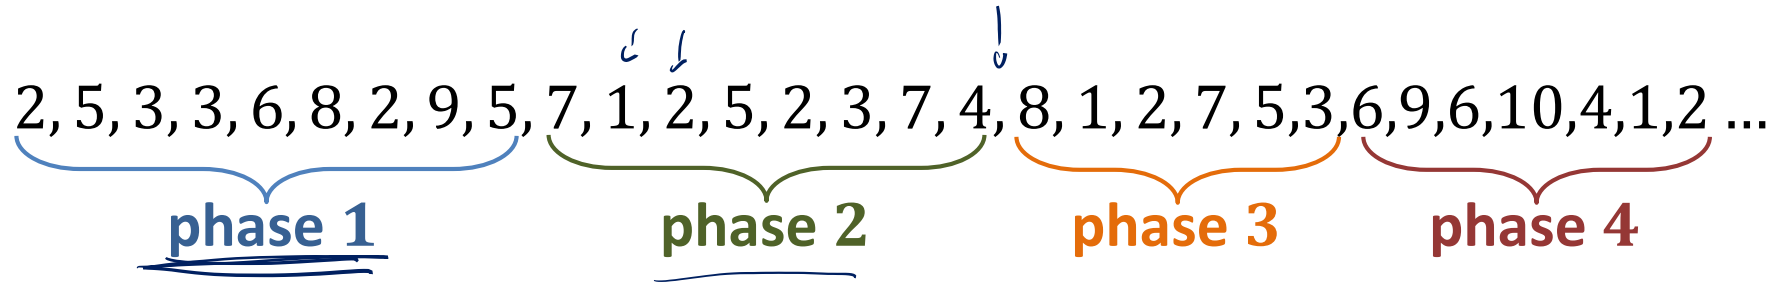 2, 5, 3, 3, 6, 8, 2, 9, 5, 7, 1, 2, 5, 2, 3, 7, 4, 8, 1, 2, 7, 5,3,6,9,6,10,4,1,2 ...
phase 1 phase 2 phase 3 phase 4